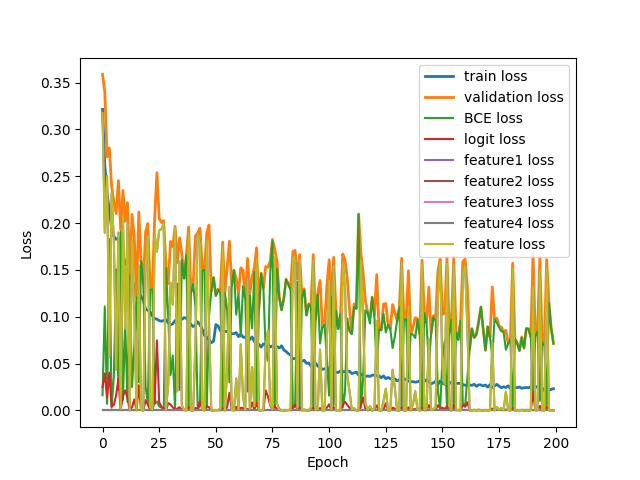 train loss
validation loss
BCE loss
logit loss
feature1 loss
feature2 loss
feature3 loss
feature4 loss
feature loss
Loss
0.35
0.30
0.25
0.20
0.15
0.10
0.05
0.00
0 25 50 75 100 125 150 175 200
Epoch